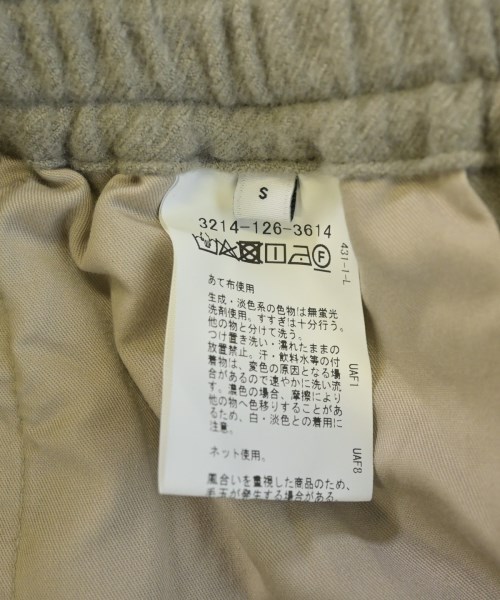 S
3214-126-3614
431-1-L
F
あて布使用
生成・淡色系の色物は無蛍光
洗剤使用。すすぎは十分行う。
他の物と分けて洗う。
つけ置き洗い・濡れたままの
放置禁止。汗・飲料水等の付
着物は、変色の原因となる場
合があるので速やかに洗い流
す。濃色の場合、摩擦により
他の物へ色移りすることがあ
るため、白・淡色との着用に
注意。
UAF1
ネット使用。
UAF8
風合いを重視した商品のため、
毛玉が発生する場合がある。